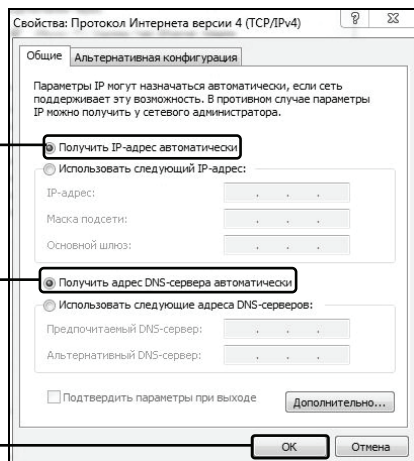 Свойства: Протокол Интернета версии 4 (TCP/IPv4)
Общие
Альтернативная конфигурация
Параметры IP могут назначаться автоматически, если сеть
поддерживает эту возможность. В противном случае параметры
IP можно получить у сетевого администратора.
Получить IP-адрес автоматически
Использовать следующий IP-адрес:
IP-адрес:
Маска подсети:
Основной шлюз:
Получить адрес DNS-сервера автоматически
Использовать следующие адреса DNS-серверов:
Предпочитаемый DNS-сервер:
Альтернативный DNS-сервер:
Подтвердить параметры при выходе
Дополнительно...
ОК
Отмена